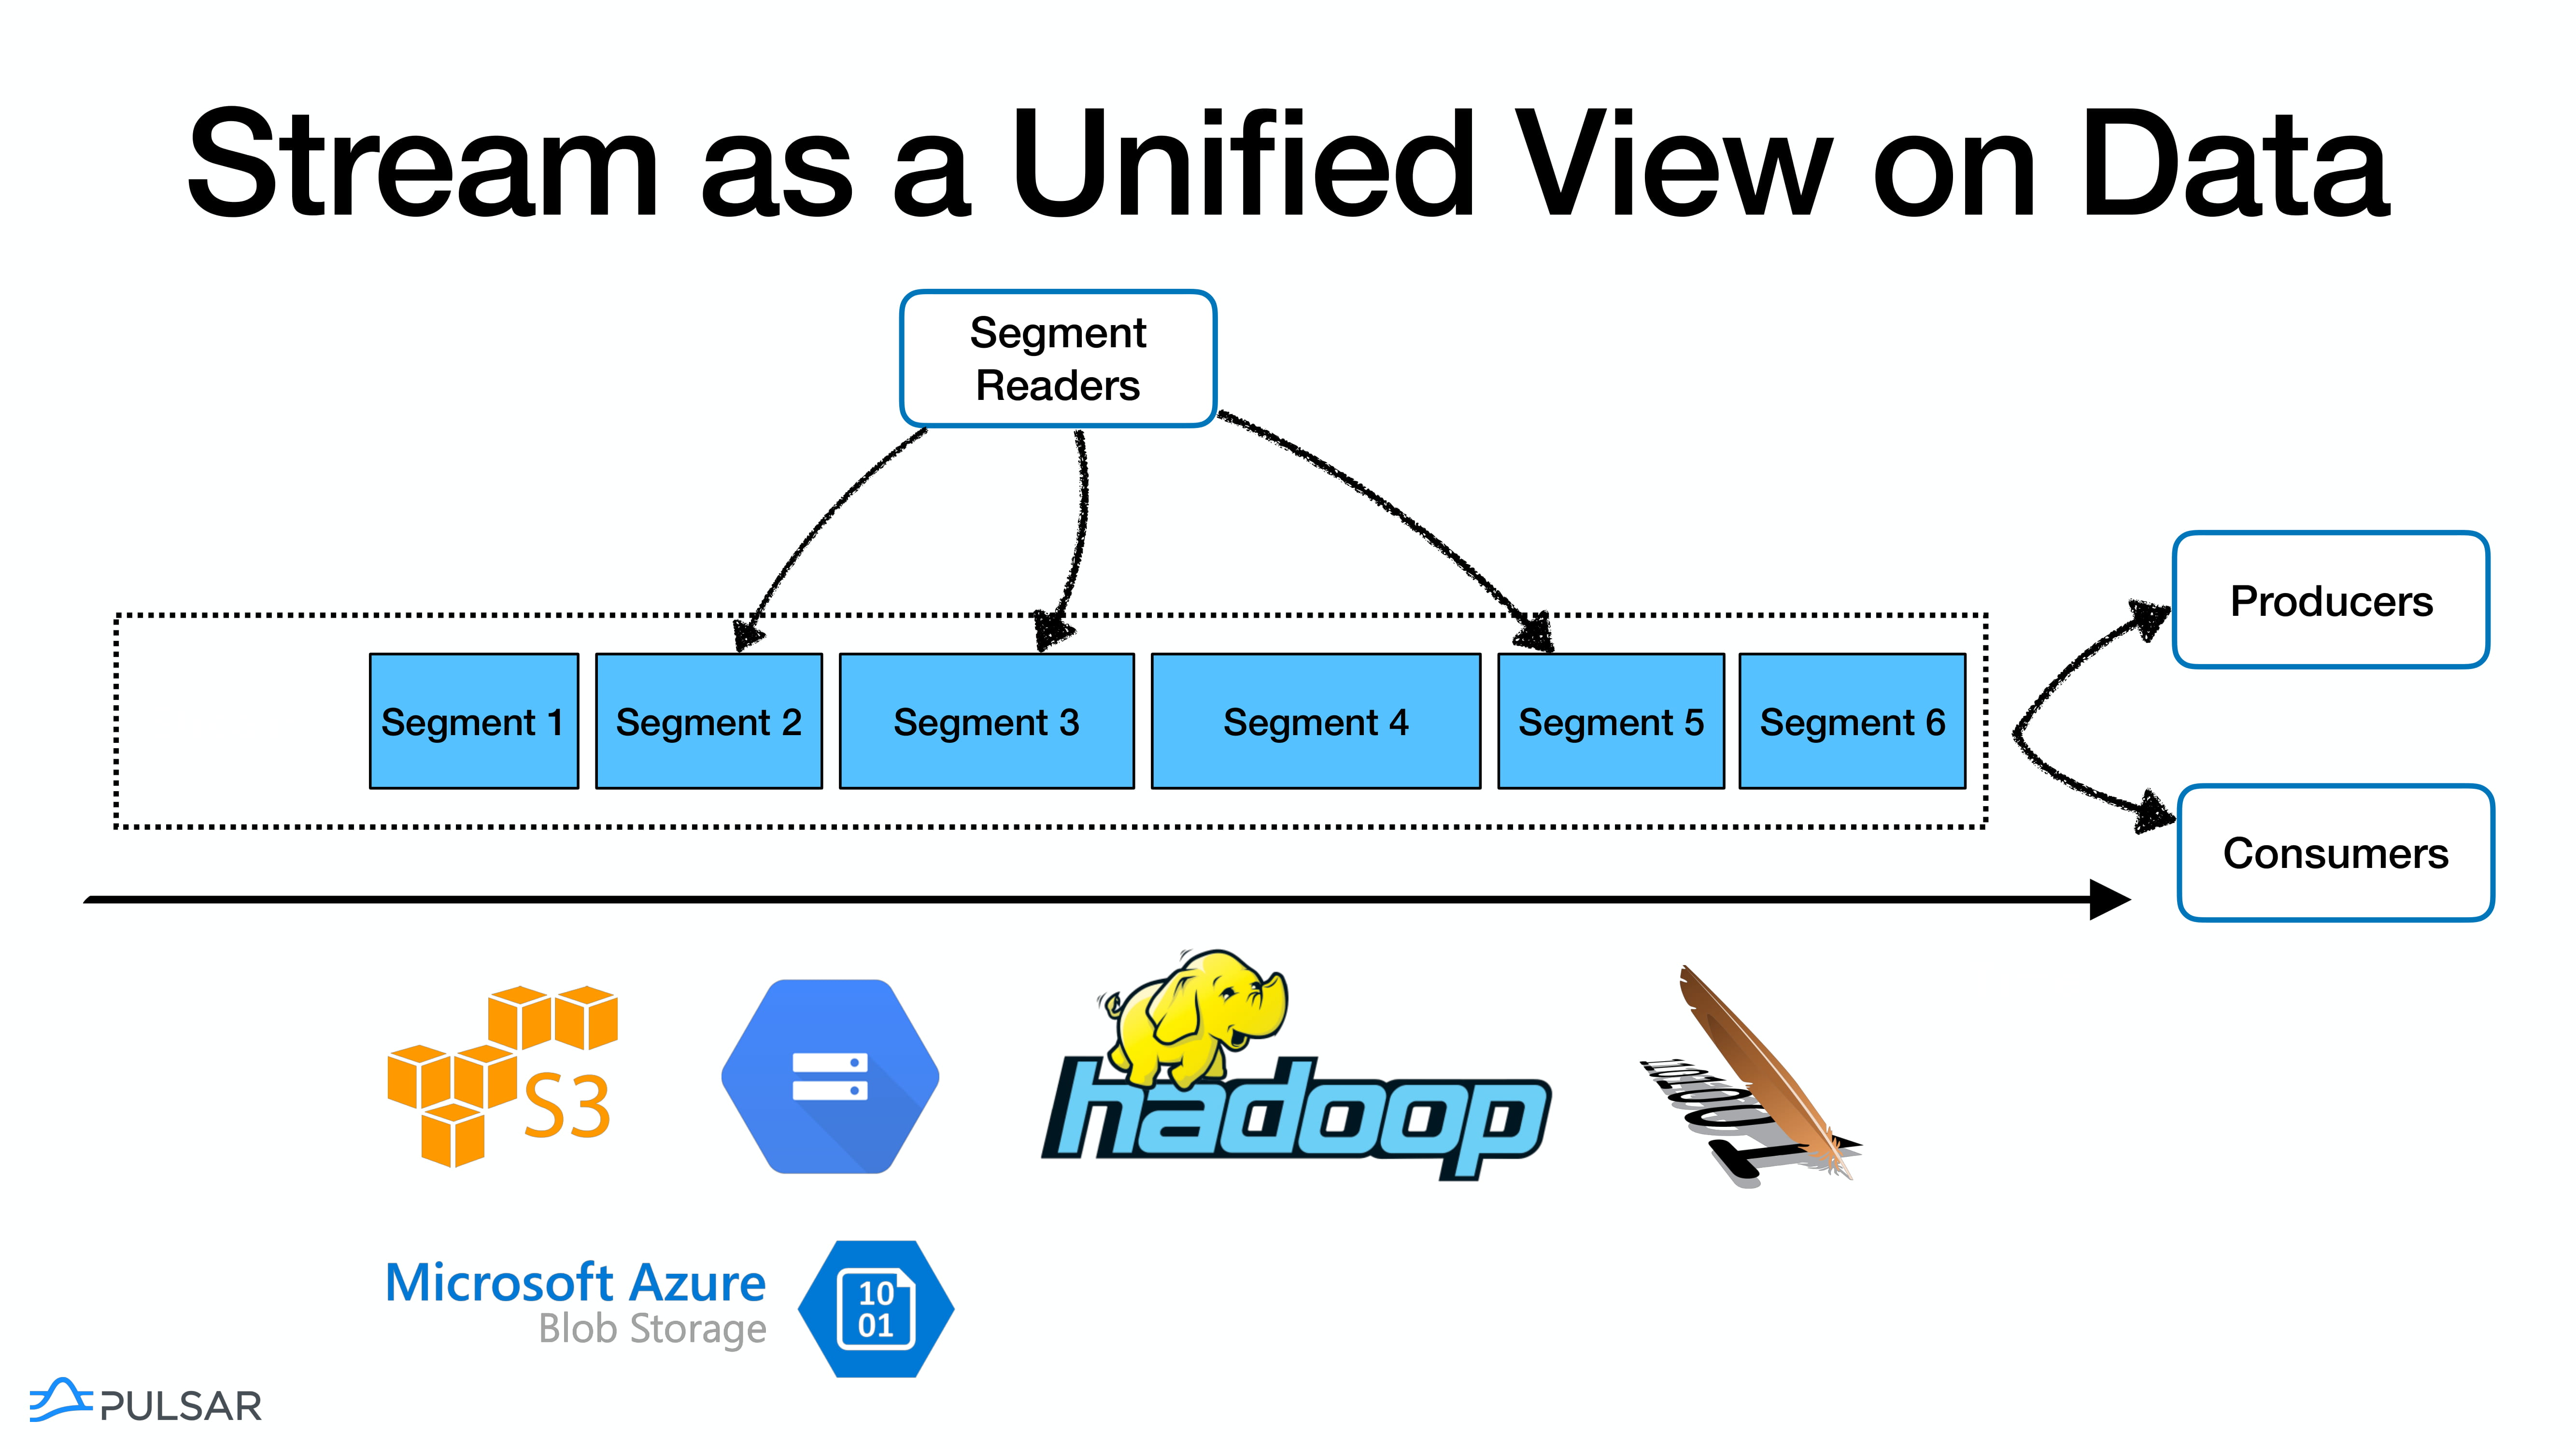 Stream as a Unified View on Data
Segment
Readers
Producers
Segment 1
Segment 2
Segment 3
Segment 4
Segment 5
Segment 6
Consumers
S3
hadoop
Microsoft Azure
Blob Storage
10
01
PULSAR